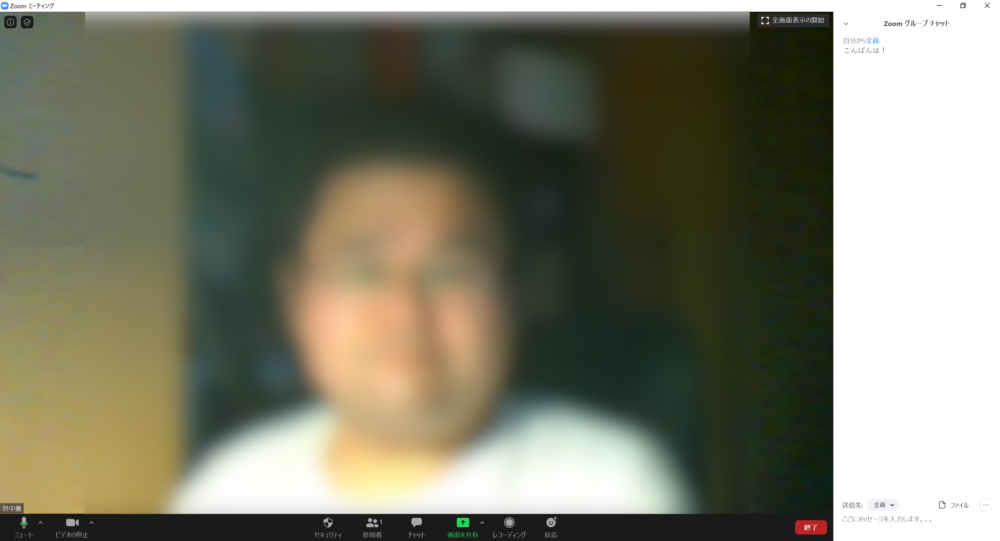 Zoom ミーティング
全画面表示の開始
Zoom グループ チャット
自分から全員:
こんばんは！
熱中薫
ミュート
ビデオの停止
セキュリティ
参加者
1
チャット
画面を共有
レコーディング
反応
終了
送信先:
全員
ファイル
ここにメッセージを入力します。。。